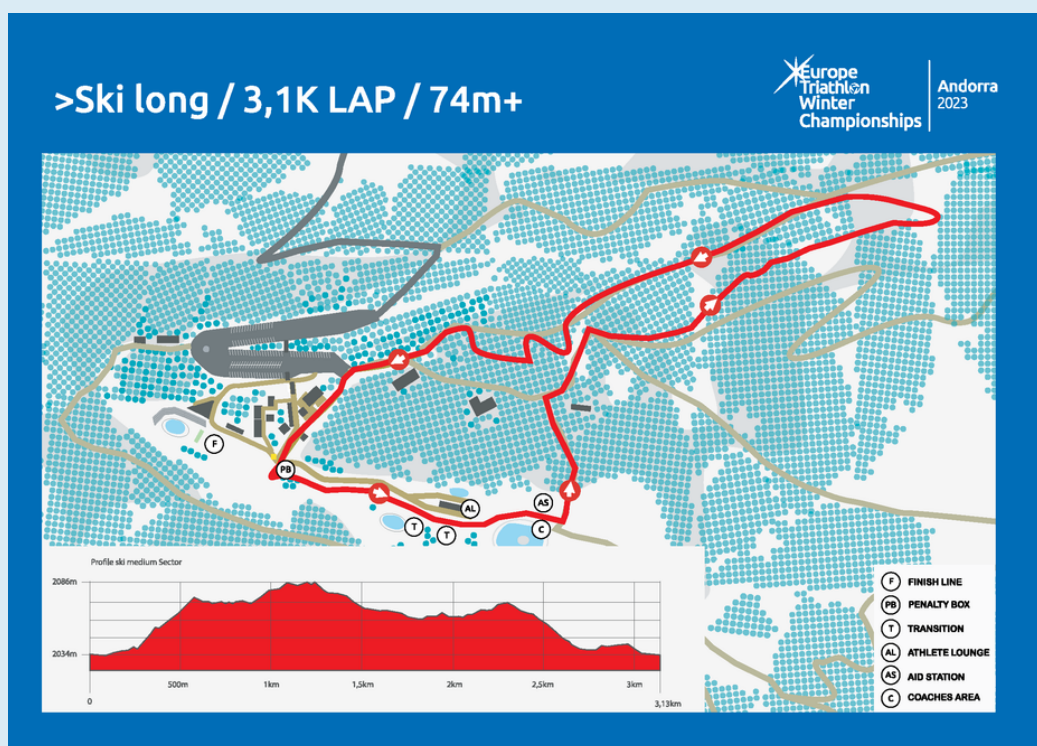 >Ski long / 3,1K LAP / 74m+
Europe
Triathlon
Winter
Championships
Andorra
2023
F
PB
AL
AS
T
T
C
Profile ski medium Sector
2086m
2034m
500m
1km
1,5km
2km
2,5km
3km
0
3,13km
F FINISH LINE
PB PENALTY BOX
T TRANSITION
AL ATHLETE LOUNGE
AS AID STATION
C COACHES AREA